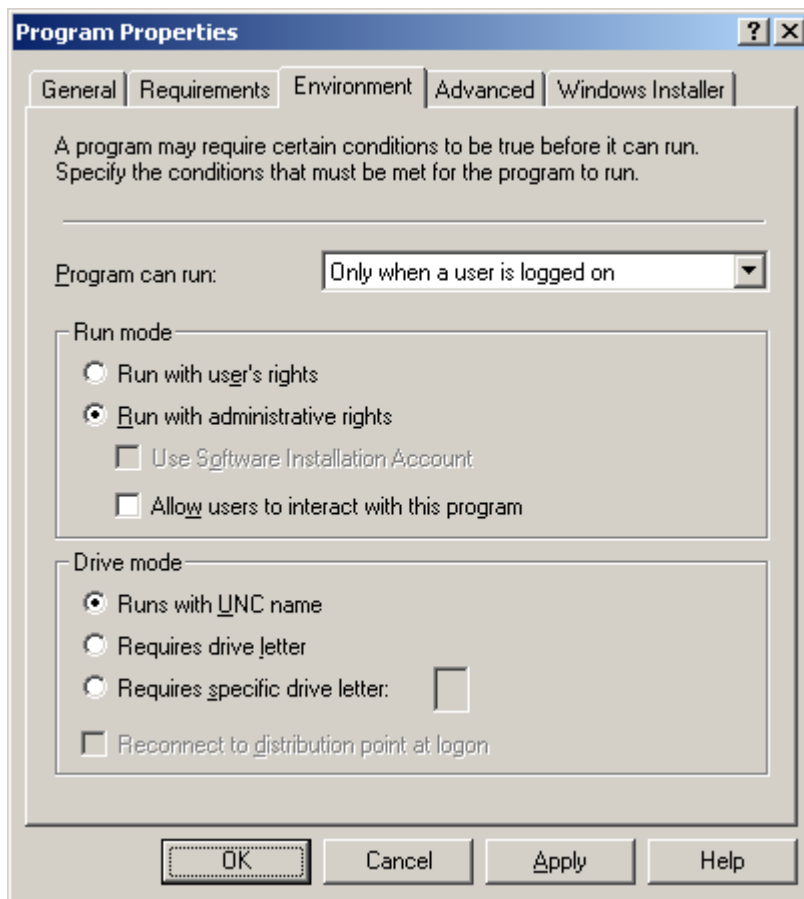 Program Properties
General Requirements Environment Advanced Windows Installer
A program may require certain conditions to be true before it can run.
Specify the conditions that must be met for the program to run.
Program can run: Only when a user is logged on
Run mode
Run with user's rights
Run with administrative rights
Use Software Installation Account
Allow users to interact with this program
Drive mode
Runs with UNC name
Requires drive letter
Requires specific drive letter:
Reconnect to distribution point at logon
OK Cancel Apply Help